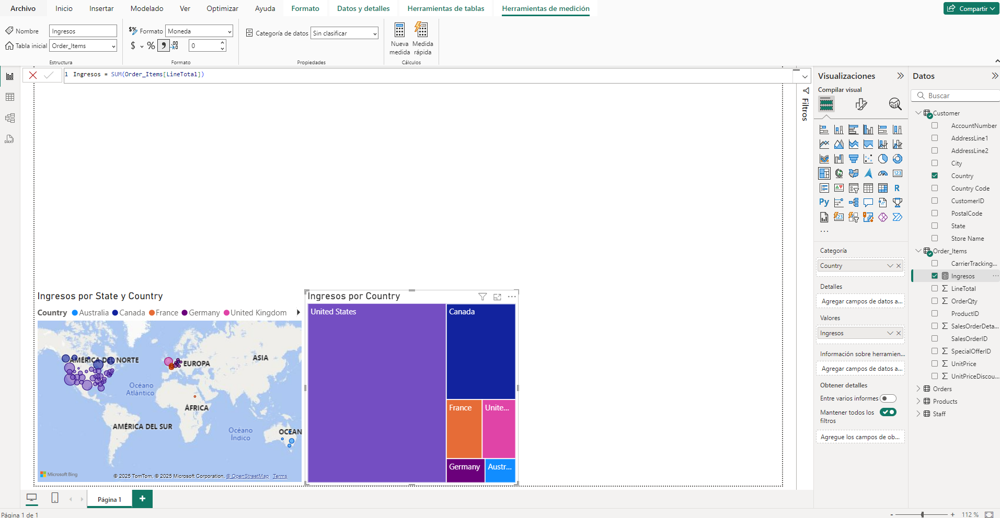 Archivo Inicio Insertar Modelado Ver Optimizar Ayuda Formato Datos y detalles Herramientas de tablas Herramientas de medición Compartir
Nombre Ingresos
Tabla inicial Order_Items
Estructura
Formato Moneda
$ % 0
Formato
Categoría de datos Sin clasificar
Propiedades
Nueva medida
Medida rápida
Cálculos
1 Ingresos = SUM(Order_Items[LineTotal])
Filtros
Ingresos por State y Country
Country Australia Canada France Germany United Kingdom
AMÉRICA DEL NORTE
EUROPA
ASIA
Océano Atlántico
ÁFRICA
AMÉRICA DEL SUR
Océano Índico
OCEAN
Microsoft Bing
© 2025 TomTom, © 2025 Microsoft Corporation, © OpenStreetMap Terms
Ingresos por Country
United States
Canada
France
Unite...
Germany
Austr...
Visualizaciones
Compilar visual
123
R
Py
123
...
Categoría
Country
Detalles
Agregar campos de datos a...
Valores
Ingresos
Información sobre herramien...
Agregar campos de datos a...
Obtener detalles
Entre varios informes
Mantener todos los filtros
Agregue los campos de ob...
Datos
Buscar
Customer
AccountNumber
AddressLine1
AddressLine2
City
Country
Country Code
CustomerID
PostalCode
State
Store Name
Order_Items
CarrierTracking...
Ingresos
LineTotal
OrderQty
ProductID
SalesOrderDeta...
SalesOrderID
SpecialOfferID
UnitPrice
UnitPriceDiscou...
Orders
Products
Staff
Página 1
Página 1 de 1
- + 112 %